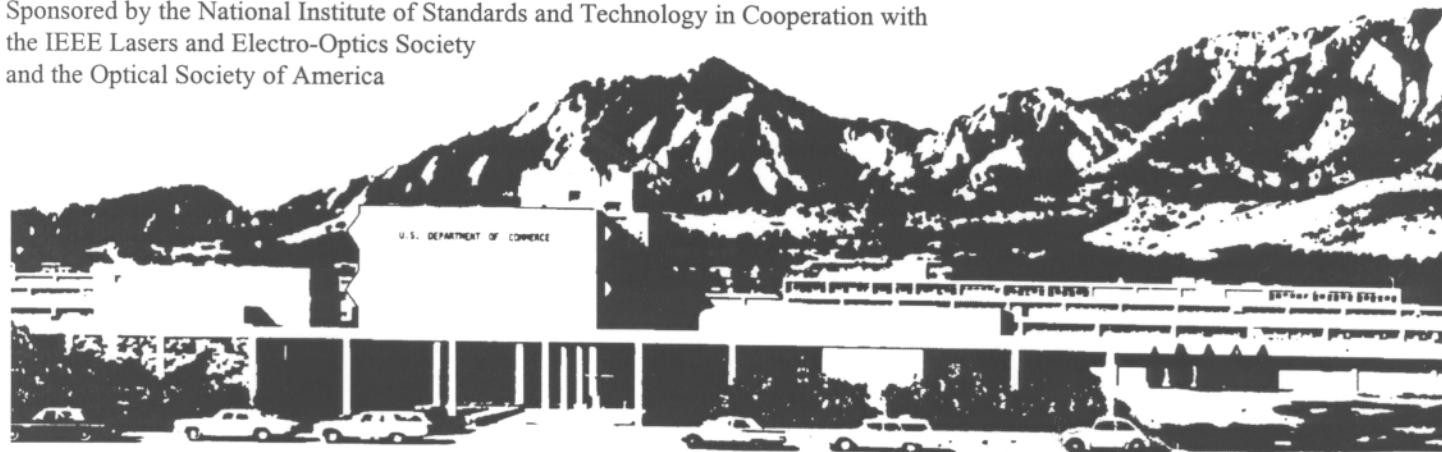 Sponsored by the National Institute of Standards and Technology in Cooperation with
the IEEE Lasers and Electro-Optics Society
and the Optical Society of America
U.S. DEPARTMENT OF COMMERCE